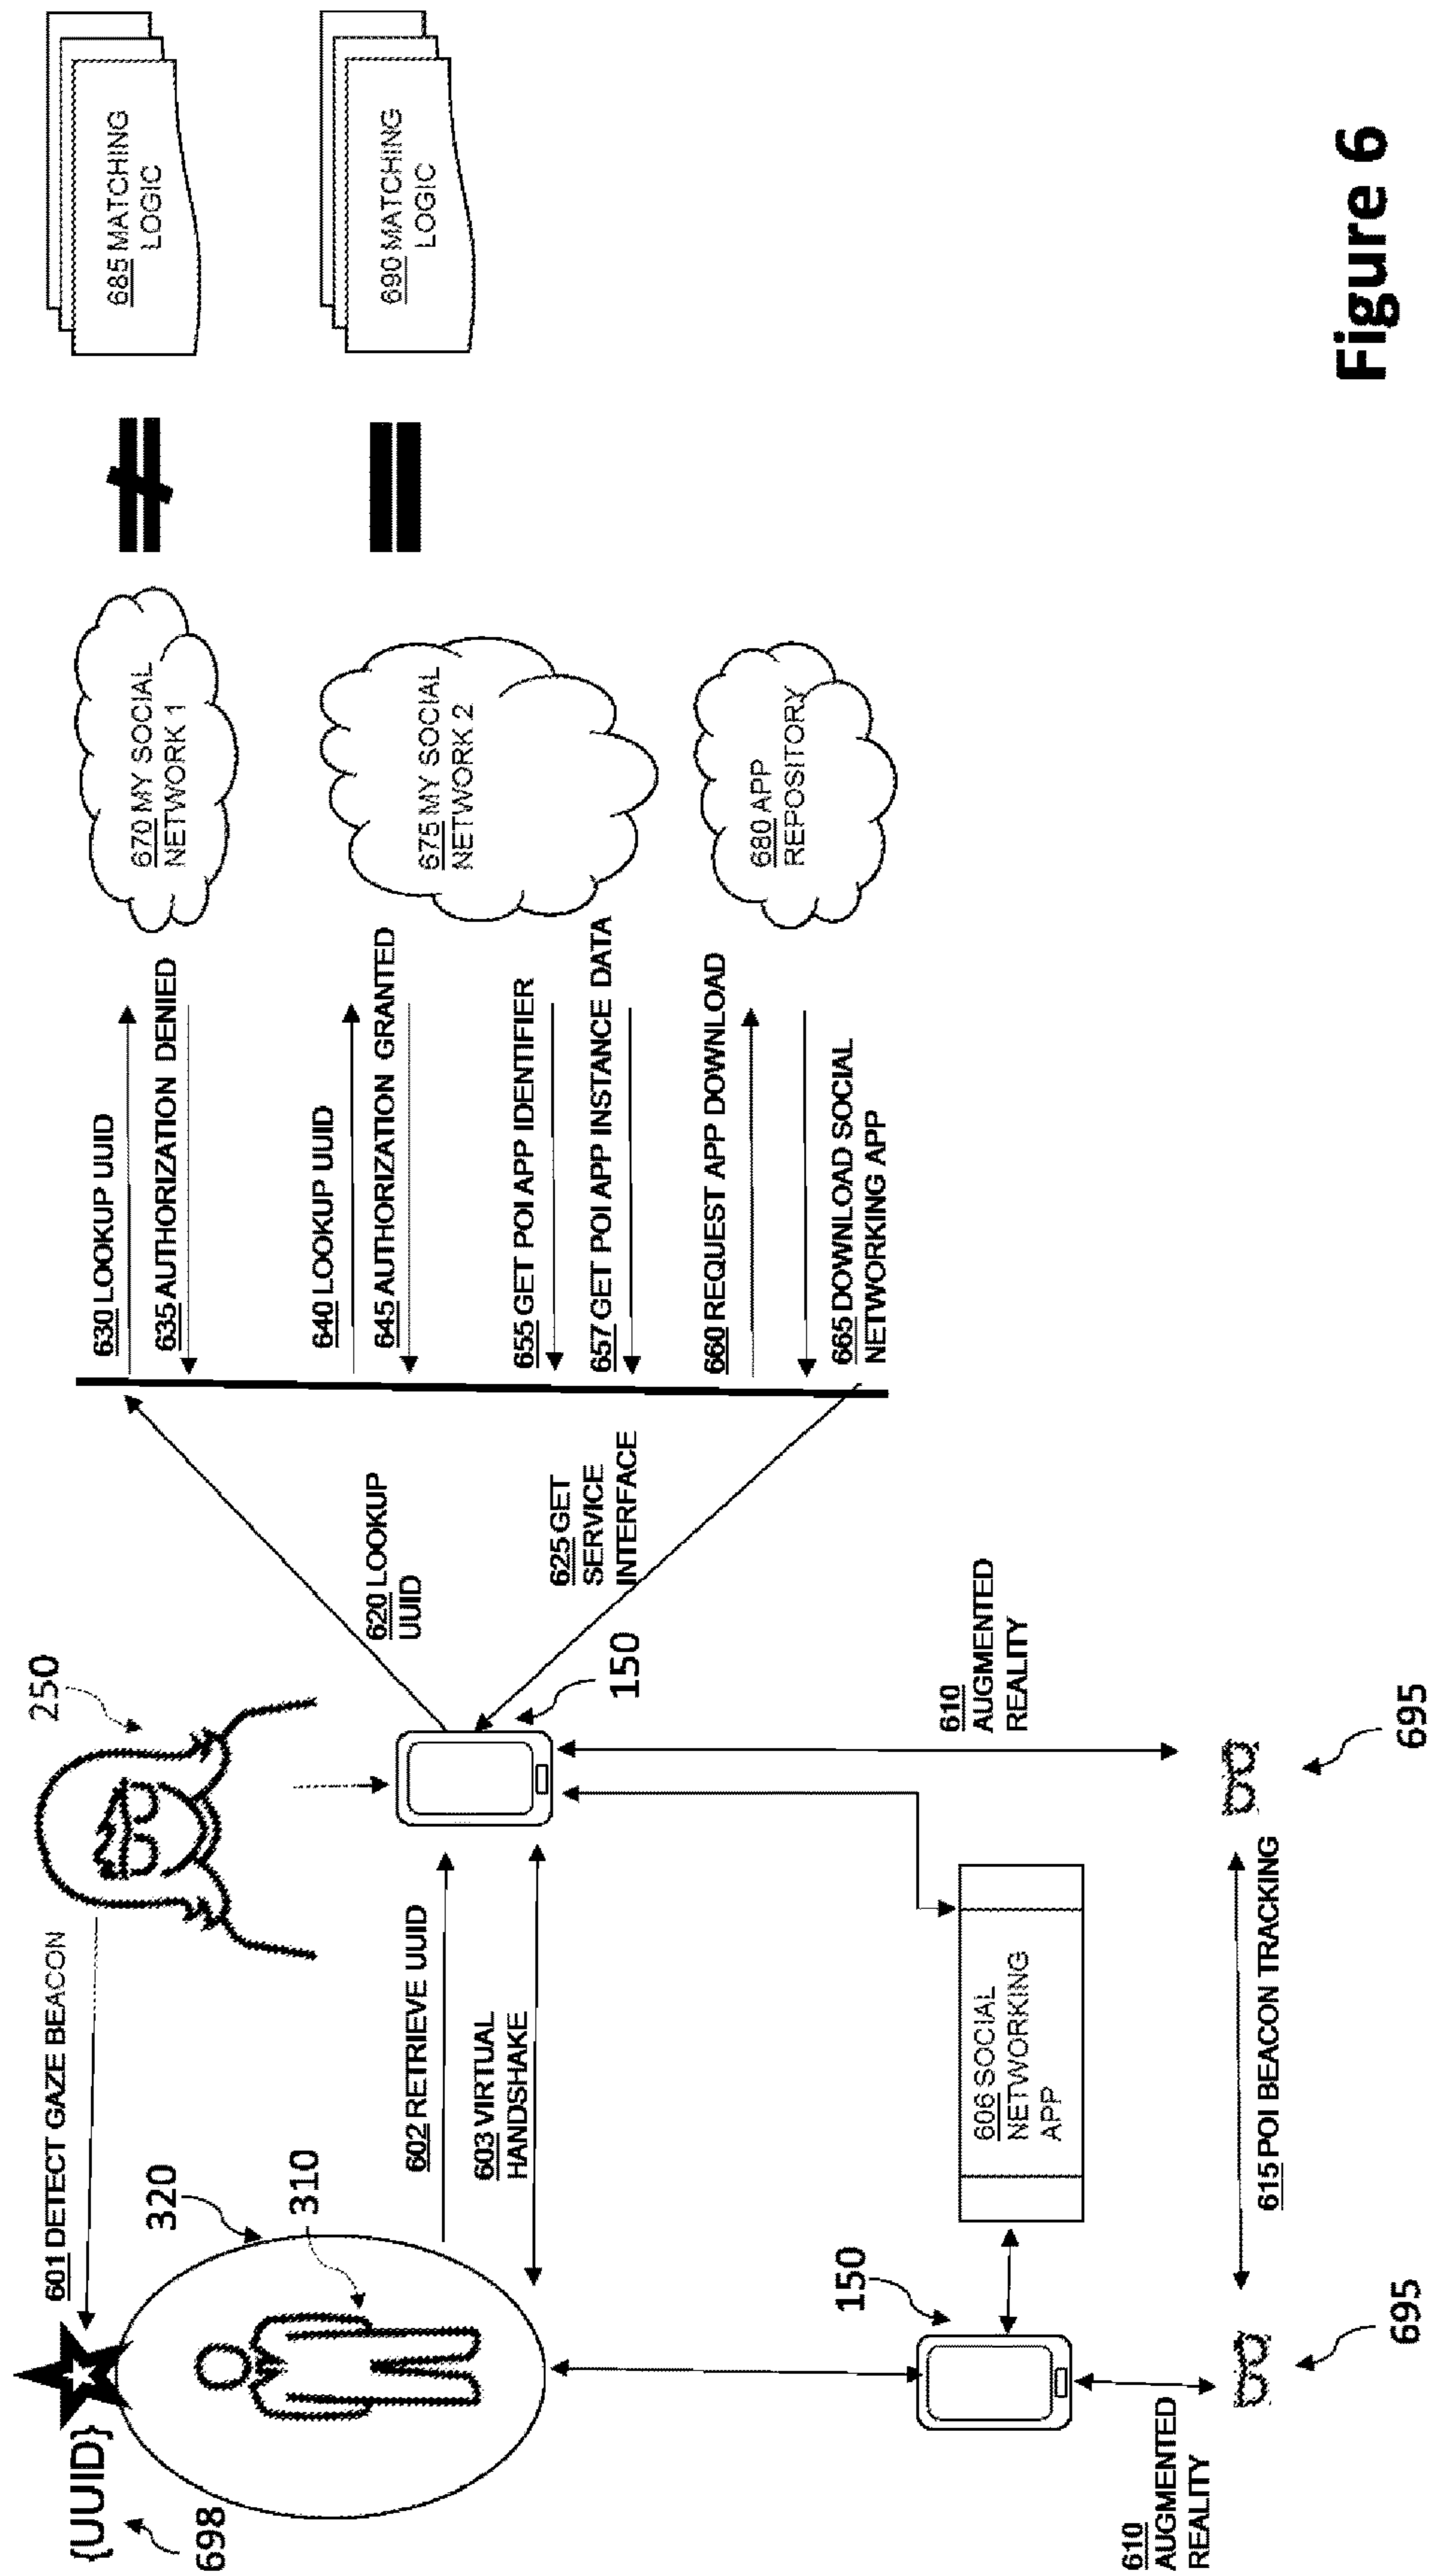 {UUID}
698
601 DETECT GAZE BEACON
250
320
310
602 RETRIEVE UUID
603 VIRTUAL
HANDSHAKE
150
620 LOOKUP
UUID
625 GET
SERVICE
INTERFACE
630 LOOKUP UUID
635 AUTHORIZATION DENIED
640 LOOKUP UUID
645 AUTHORIZATION GRANTED
655 GET POI APP IDENTIFIER
657 GET POI APP INSTANCE DATA
660 REQUEST APP DOWNLOAD
665 DOWNLOAD SOCIAL
NETWORKING APP
670 MY SOCIAL
NETWORK 1
675 MY SOCIAL
NETWORK 2
680 APP
REPOSITORY
685 MATCHING
LOGIC
690 MATCHING
LOGIC
150
606 SOCIAL
NETWORKING
APP
610
AUGMENTED
REALITY
610
AUGMENTED
REALITY
615 POI BEACON TRACKING
695
695
Figure 6